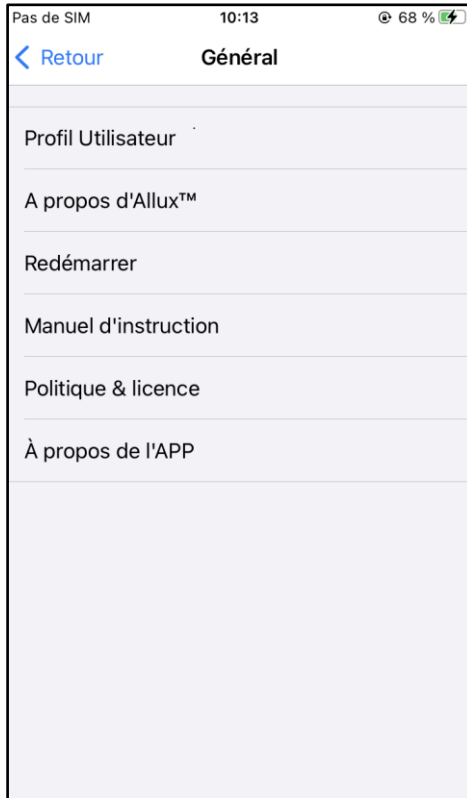 Pas de SIM 10:13 68 %
Retour Général
Profil Utilisateur
A propos d'Allux™
Redémarrer
Manuel d'instruction
Politique & licence
À propos de l'APP